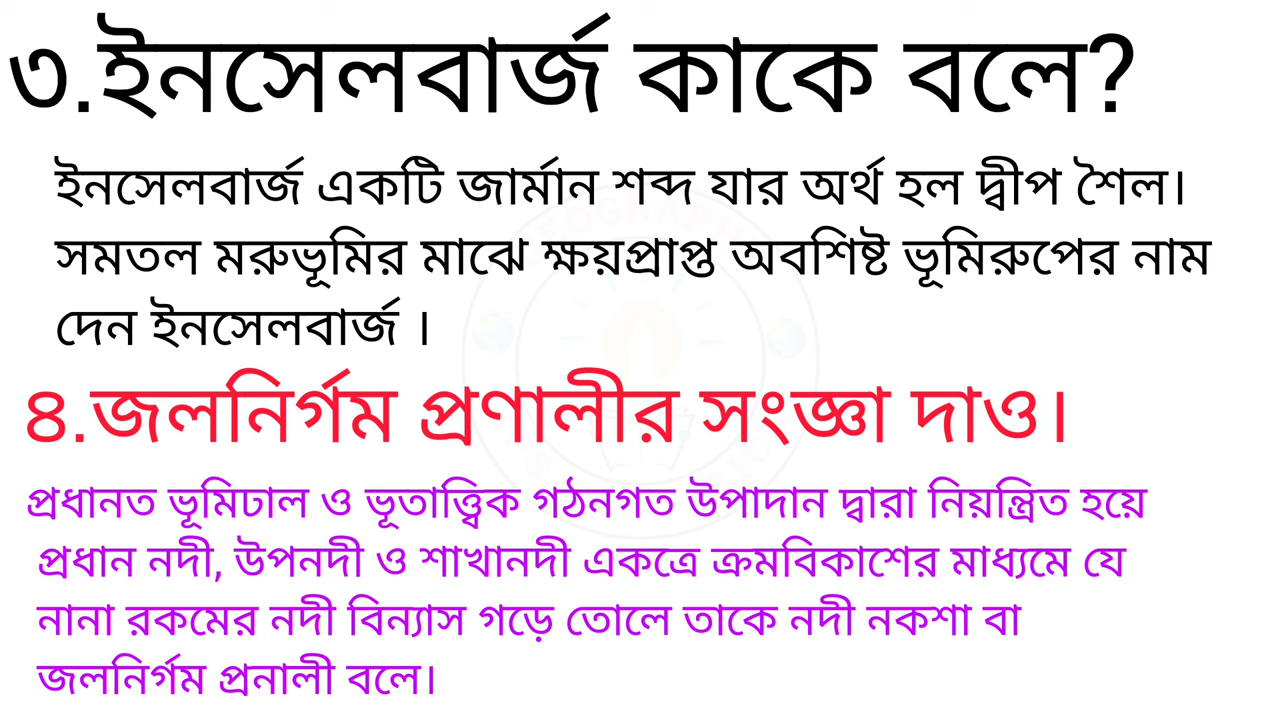 ৩.ইনসেলবার্জ কাকে বলে?
ইনসেলবার্জ একটি জার্মান শব্দ যার অর্থ হল দ্বীপ শৈল।
সমতল মরুভূমির মাঝে ক্ষয়প্রাপ্ত অবশিষ্ট ভূমিরুপের নাম
দেন ইনসেলবার্জ ।
৪.জলনির্গম প্রণালীর সংজ্ঞা দাও।
প্রধানত ভূমিঢাল ও ভূতাত্ত্বিক গঠনগত উপাদান দ্বারা নিয়ন্ত্রিত হয়ে
প্রধান নদী, উপনদী ও শাখানদী একত্রে ক্রমবিকাশের মাধ্যমে যে
নানা রকমের নদী বিন্যাস গড়ে তোলে তাকে নদী নকশা বা
জলনির্গম প্রনালী বলে।